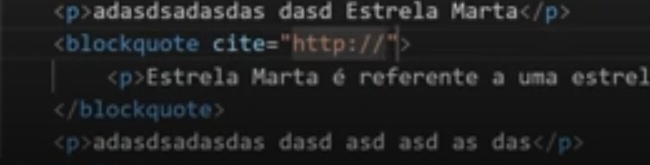 <p>adasdsadasdas dasd Estrela Marta</p>
<blockquote cite="http://">
<p>Estrela Marta é referente a uma estrel
</blockquote>
<p>adasdsadasdas dasd asd asd as das</p>